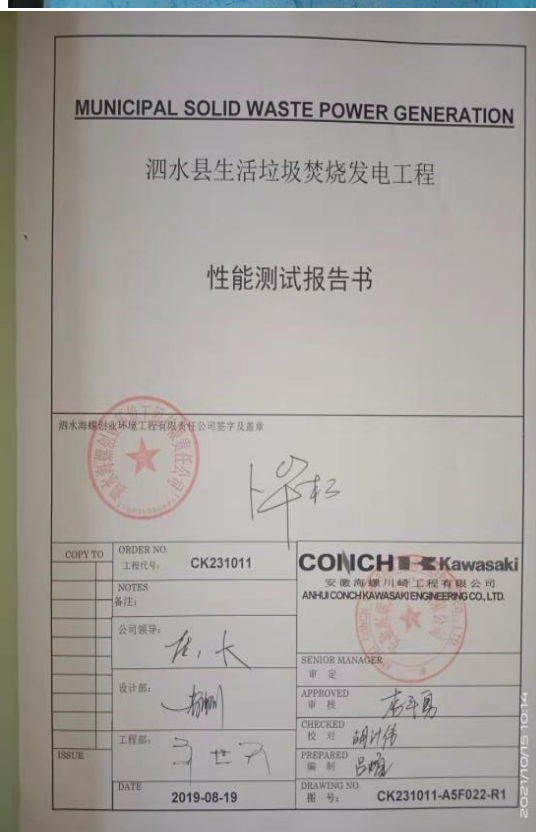 MUNICIPAL SOLID WASTE POWER GENERATION
泗水县生活垃圾焚烧发电工程
性能测试报告书
泗水海螺创业环境工程有限责任公司签字及盖章
COPY TO
ORDER NO.
工程代号:
CK231011
NOTES
备注:
公司领导:
设计部:
工程部:
ISSUE
DATE
2019-08-19
CONCH Kawasaki
安徽海螺川崎工程有限公司
ANHUI CONCH KAWASAKI ENGINEERING CO., LTD.
SENIOR MANAGER
审 定
APPROVED
审 核
CHECKED
校 对
胡计伟
PREPARED
编 制
DRAWING NO.
图 号:
CK231011-A5F022-R1
2021/10/15 10:14